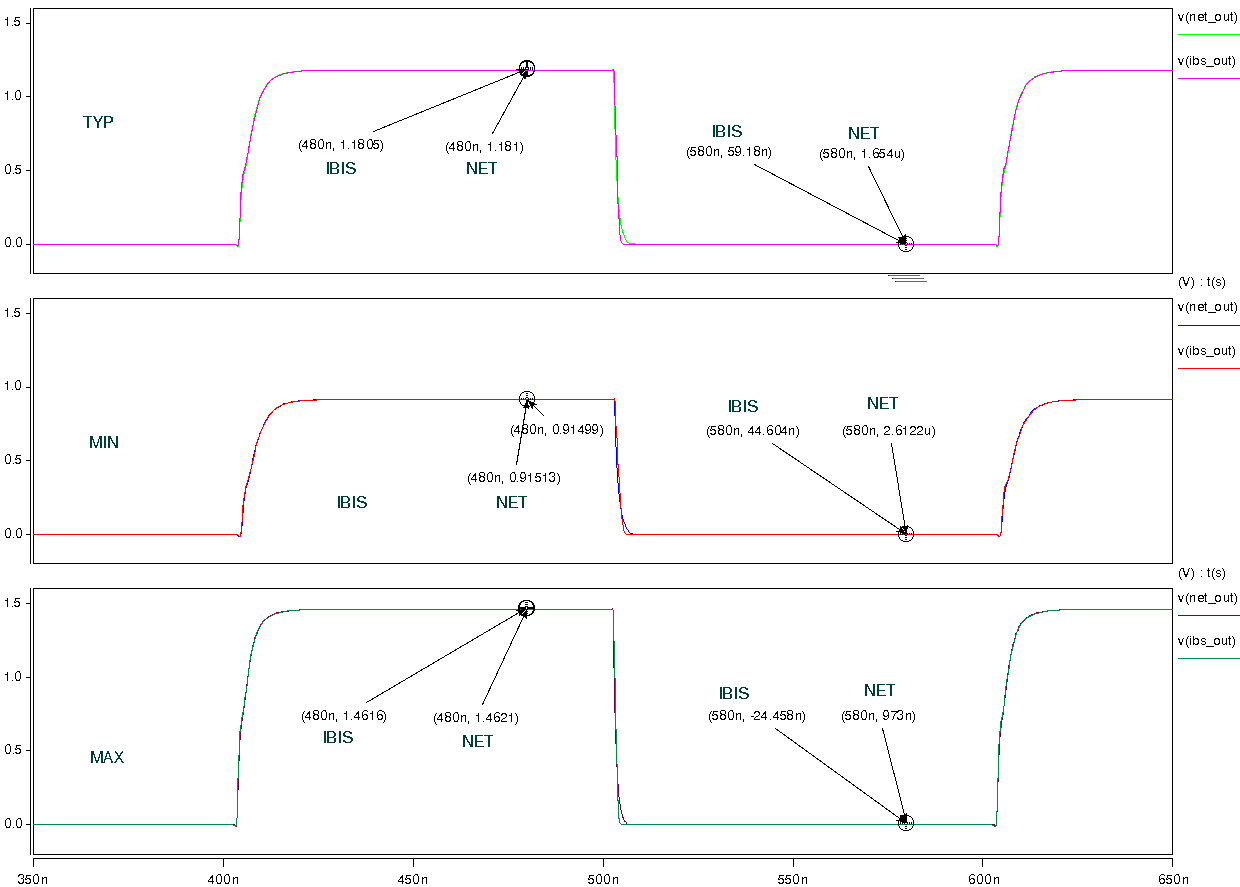 1.5
v(net_out)
v(ibs_out)
1.0
TYP
IBIS
NET
(480n, 1.1805)
(480n, 1.181)
(580n, 59.18n)
(580n, 1.654u)
IBIS
NET
0.5
0.0
(V) : t(s)
1.5
v(net_out)
v(ibs_out)
1.0
IBIS
NET
(480n, 0.91499)
(580n, 44.604n)
(580n, 2.6122u)
MIN
0.5
(480n, 0.91513)
IBIS
NET
0.0
(V) : t(s)
1.5
v(net_out)
v(ibs_out)
1.0
IBIS
NET
(480n, 1.4616)
(480n, 1.4621)
(580n, -24.458n)
(580n, 973n)
IBIS
NET
0.5
MAX
0.0
350n
400n
450n
500n
550n
600n
650n